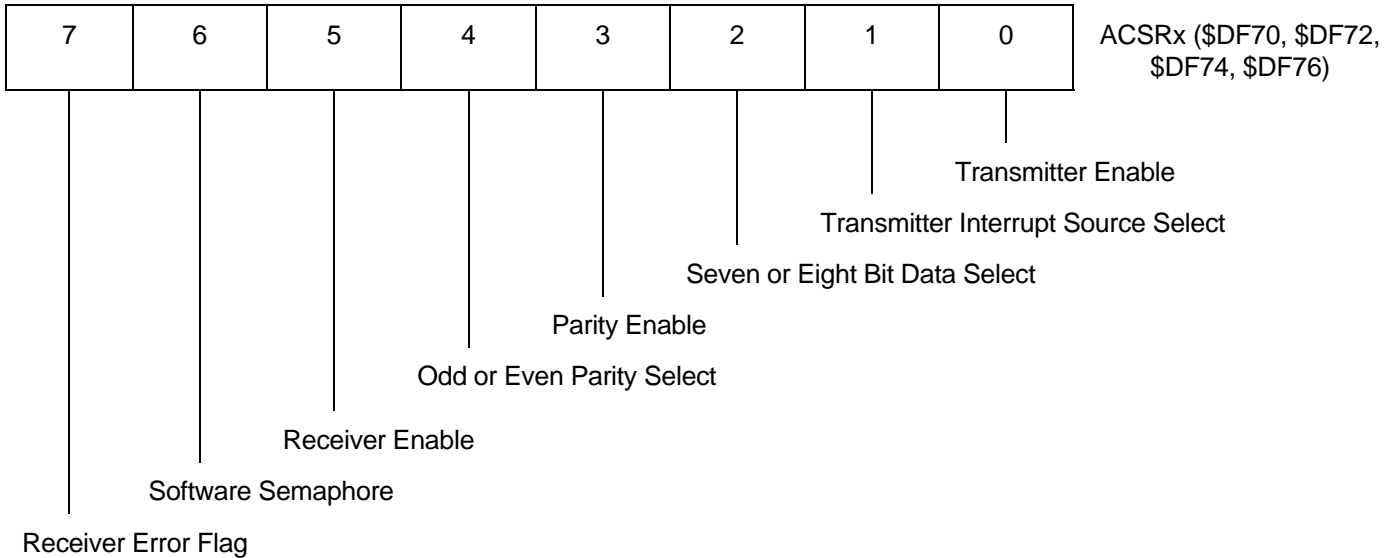 7 6 5 4 3 2 1 0 ACSRx ($DF70, $DF72,
$DF74, $DF76)
Transmitter Enable
Transmitter Interrupt Source Select
Seven or Eight Bit Data Select
Parity Enable
Odd or Even Parity Select
Receiver Enable
Software Semaphore
Receiver Error Flag